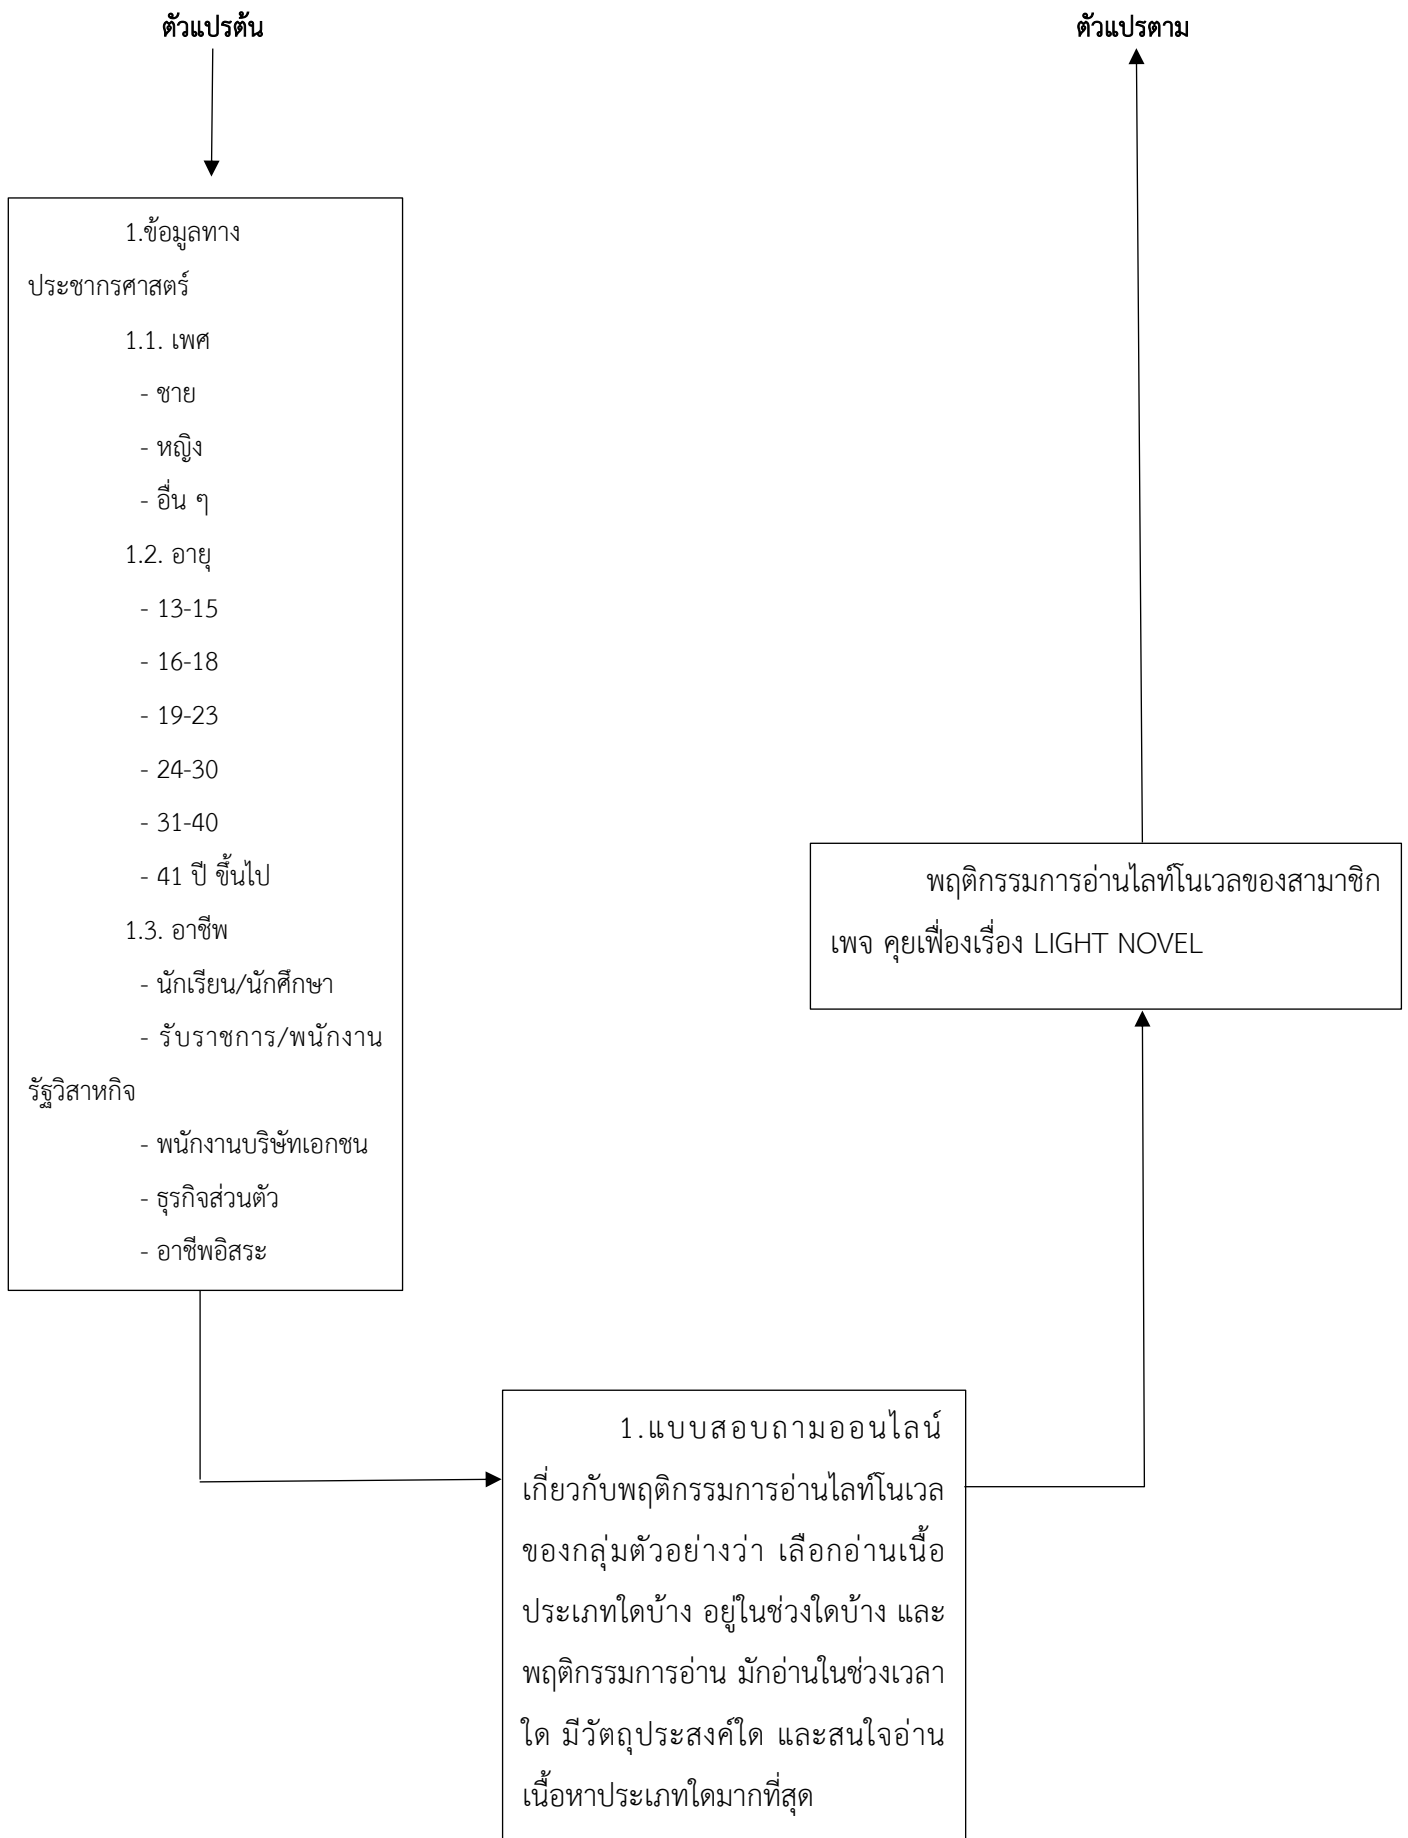 ตัวแปรต้น
ตัวแปรตาม
1.ข้อมูลทาง
ประชากรศาสตร์
1.1. เพศ
- ชาย
- หญิง
- อื่น ๆ
1.2. อายุ
- 13-15
- 16-18
- 19-23
- 24-30
- 31-40
- 41 ปี ขึ้นไป
1.3. อาชีพ
- นักเรียน/นักศึกษา
- รับราชการ/พนักงาน
รัฐวิสาหกิจ
- พนักงานบริษัทเอกชน
- ธุรกิจส่วนตัว
- อาชีพอิสระ
พฤติกรรมการอ่านไลท์โนเวลของสามาชิก
เพจ คุยเฟื่องเรื่อง LIGHT NOVEL
1.แบบสอบถามออนไลน์
เกี่ยวกับพฤติกรรมการอ่านไลท์โนเวล
ของกลุ่มตัวอย่างว่า เลือกอ่านเนื้อ
ประเภทใดบ้าง อยู่ในช่วงใดบ้าง และ
พฤติกรรมการอ่าน มักอ่านในช่วงเวลา
ใด มีวัตถุประสงค์ใด และสนใจอ่าน
เนื้อหาประเภทใดมากที่สุด